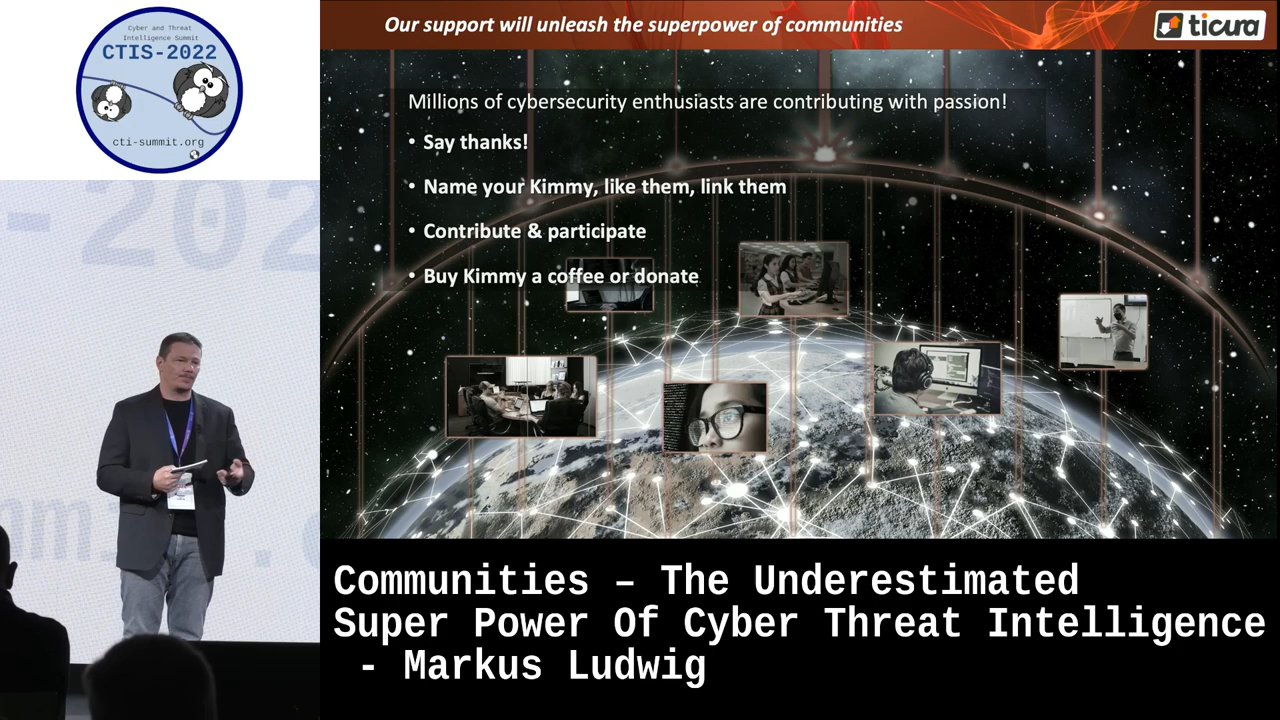 Cyber and Threat
Intelligence Summit
CTIS-2022
cti-summit.org
Our support will unleash the superpower of communities
ticura
Millions of cybersecurity enthusiasts are contributing with passion!
• Say thanks!
• Name your Kimmy, like them, link them
• Contribute & participate
• Buy Kimmy a coffee or donate
-202
mmi
.c
Communities – The Underestimated
Super Power Of Cyber Threat Intelligence
- Markus Ludwig